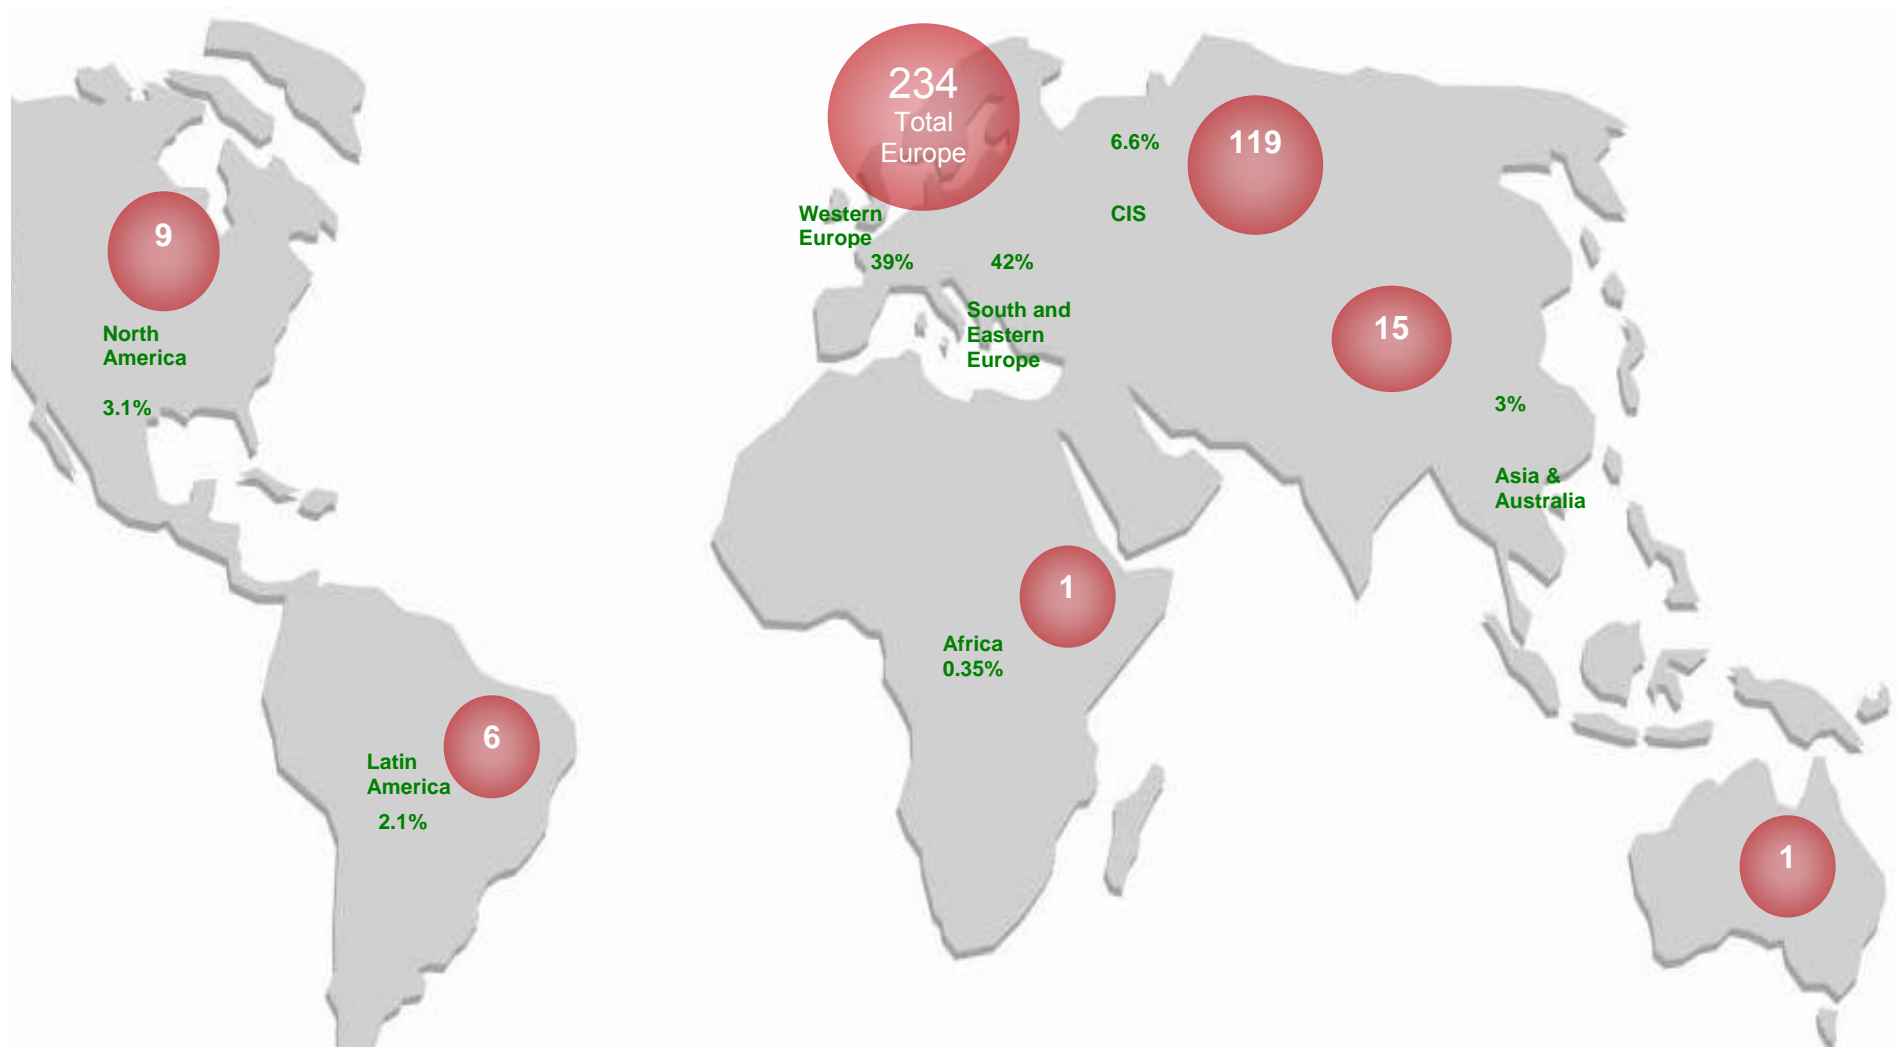 234
Total
Europe
6.6%
119
CIS
Western
Europe
39%
42%
South and
Eastern
Europe
9
North
America
3.1%
15
3%
Asia &
Australia
1
Africa
0.35%
6
Latin
America
2.1%
1